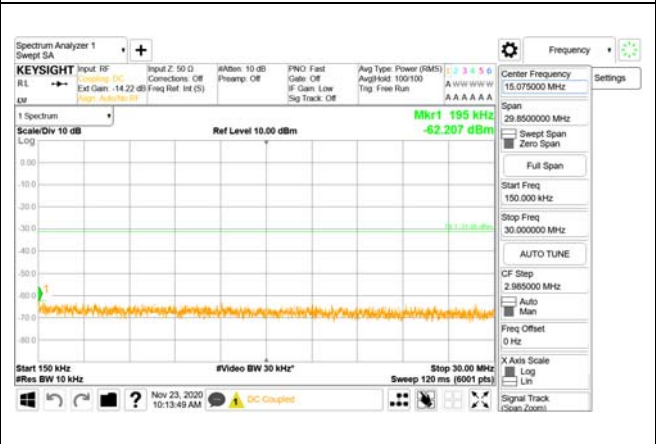 Spectrum Analyzer 1
Swept SA
Frequency
KEYSIGHT
Input: RF
Coupling: DC
Ext Gain: -14.22 dB
Align: Auto/No RF
Input Z: 50 Ω
Corrections: Off
Freq Ref: Int (S)
#Atten: 10 dB
Preamp: Off
PNO: Fast
Gate: Off
IF Gain: Low
Sig Track: Off
Avg Type: Power (RMS)
Avg|Hold: 100/100
Trig: Free Run
1 2 3 4 5 6
A W W W W W
A A A A A A
R L
1 Spectrum
Mkr1 195 kHz
Scale/Div 10 dB
Ref Level 10.00 dBm
-62.207 dBm
Log
0.00
-10.0
-20.0
-30.0
-40.0
-50.0
-60.0
-70.0
-80.0
1
Start 150 kHz
#Video BW 30 kHz*
Stop 30.00 MHz
#Res BW 10 kHz
Sweep 120 ms (6001 pts)
Nov 23, 2020
10:13:49 AM
DC Coupled
Center Frequency
15.075000 MHz
Settings
Span
29.8500000 MHz
Swept Span
Zero Span
Full Span
Start Freq
150.000 kHz
Stop Freq
30.000000 MHz
AUTO TUNE
CF Step
2.985000 MHz
Auto
Man
Freq Offset
0 Hz
X Axis Scale
Log
Lin
Signal Track
(Span Zoom)